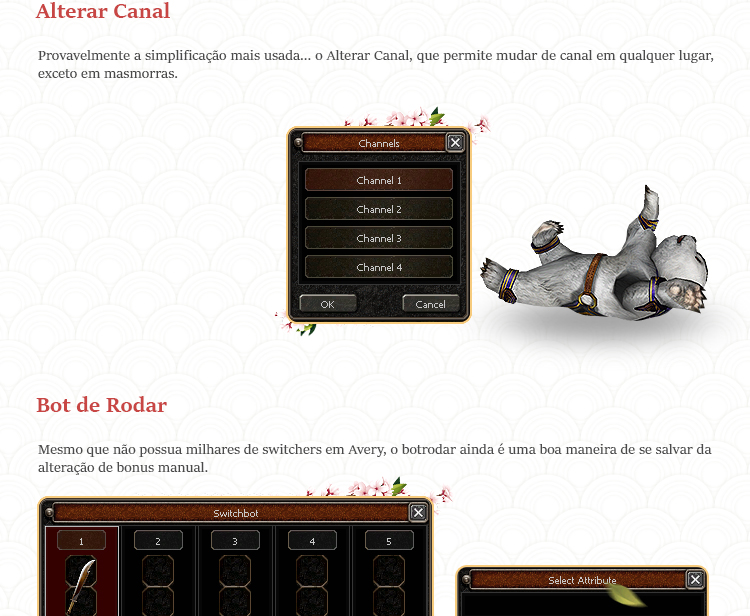 Alterar Canal
Provavelmente a simplificação mais usada... o Alterar Canal, que permite mudar de canal em qualquer lugar,
exceto em masmorras.
Channels
Channel 1
Channel 2
Channel 3
Channel 4
OK Cancel
Bot de Rodar
Mesmo que não possua milhares de switchers em Avery, o botrodar ainda é uma boa maneira de se salvar da
alteração de bonus manual.
Switchbot
1 2 3 4 5
Select Attribute